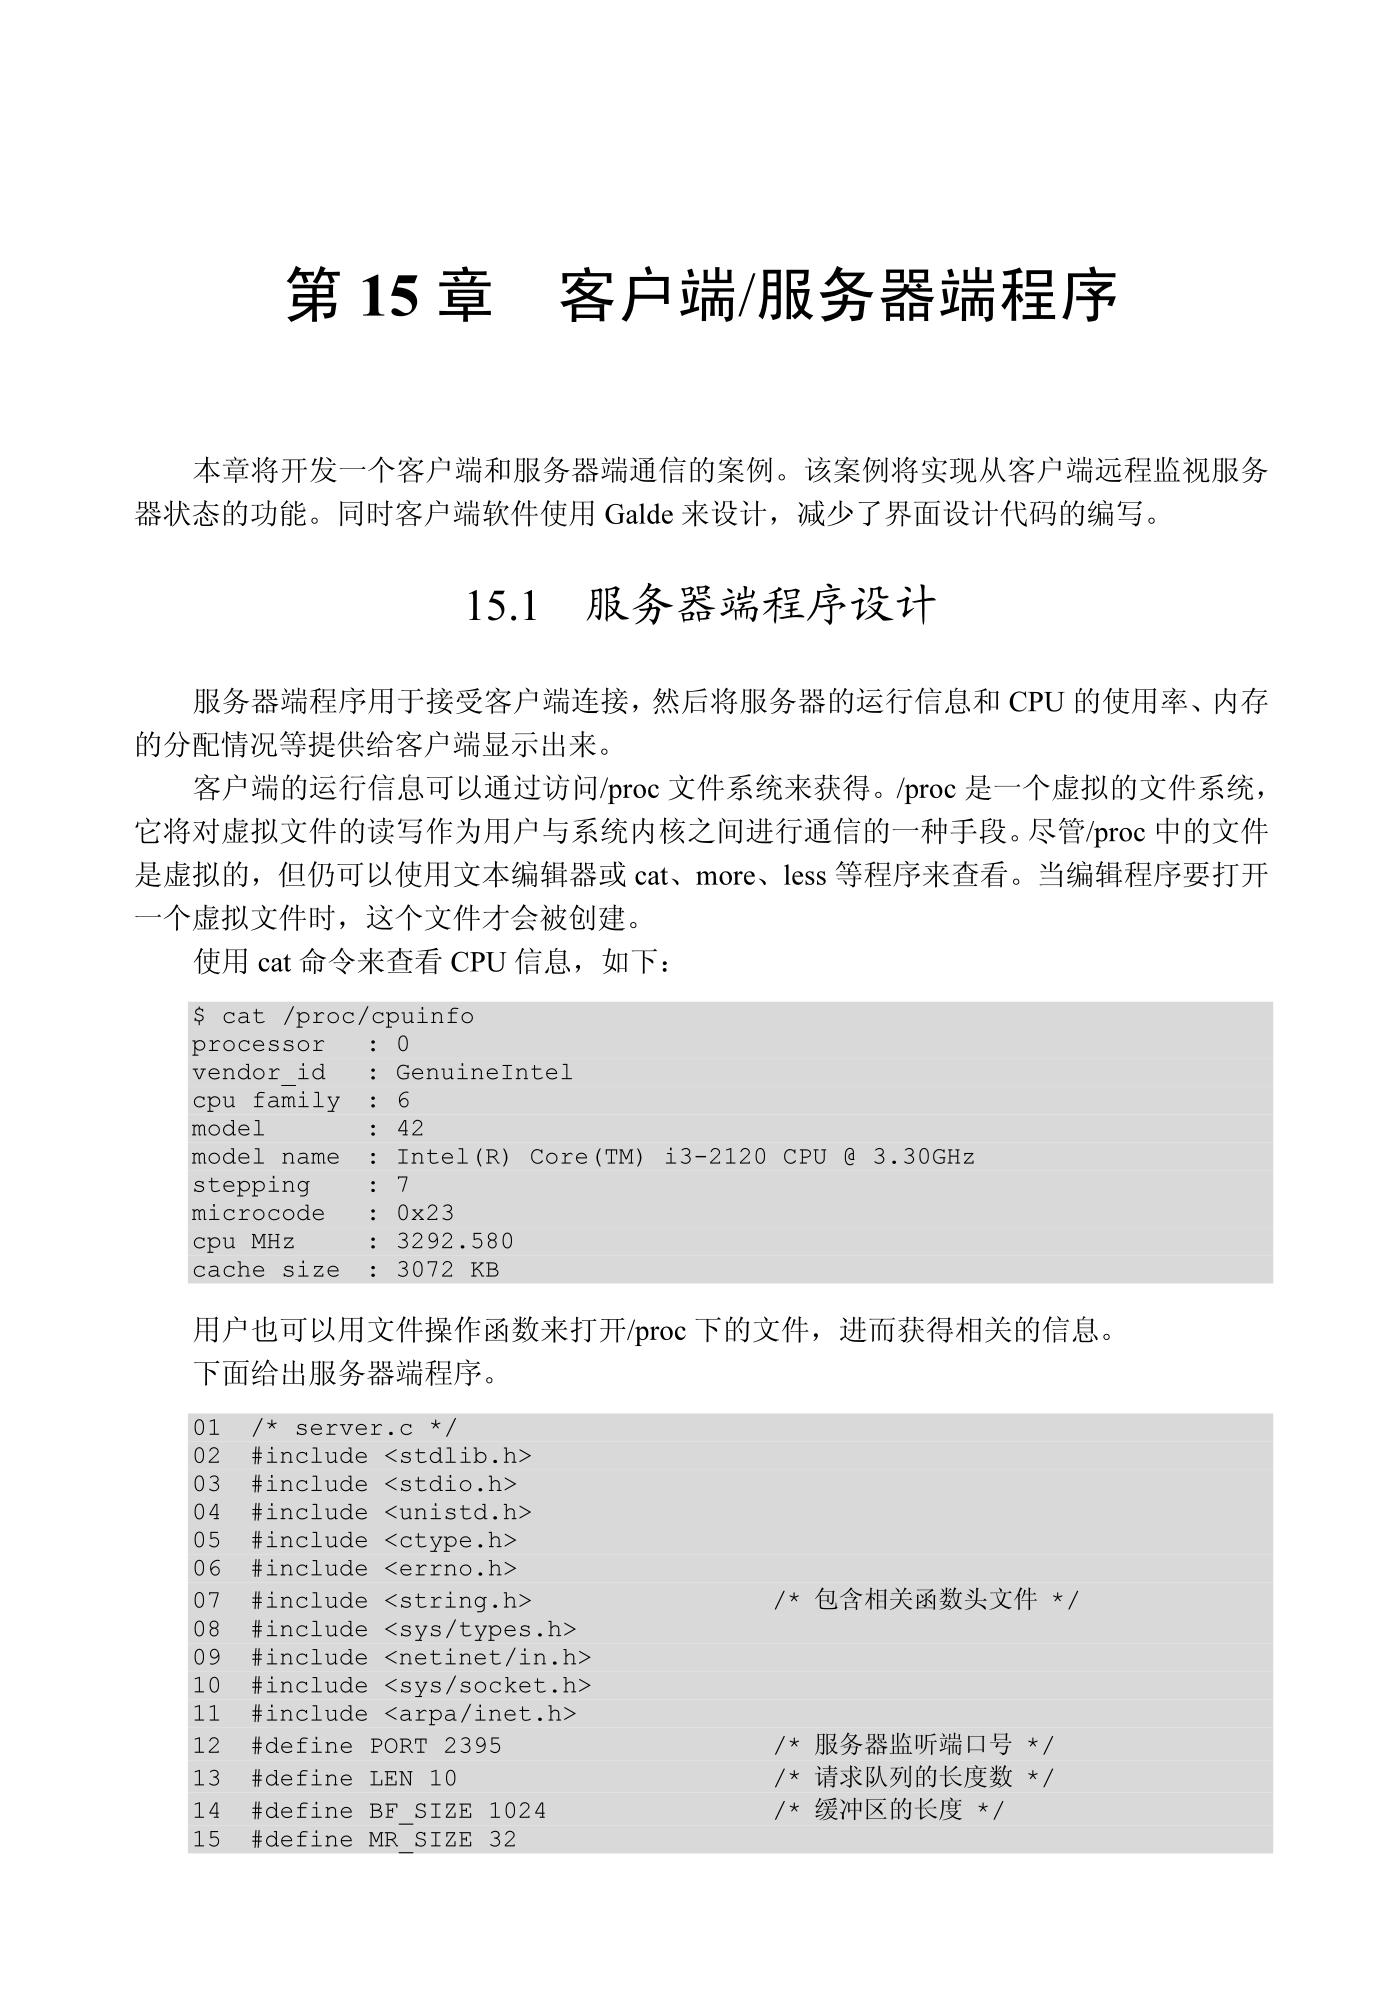 第 15 章　客户端/服务器端程序
本章将开发一个客户端和服务器端通信的案例。该案例将实现从客户端远程监视服务
器状态的功能。同时客户端软件使用 Galde 来设计，减少了界面设计代码的编写。
15.1　服务器端程序设计
服务器端程序用于接受客户端连接，然后将服务器的运行信息和 CPU 的使用率、内存
的分配情况等提供给客户端显示出来。
客户端的运行信息可以通过访问/proc 文件系统来获得。/proc 是一个虚拟的文件系统，
它将对虚拟文件的读写作为用户与系统内核之间进行通信的一种手段。尽管/proc 中的文件
是虚拟的，但仍可以使用文本编辑器或 cat、more、less 等程序来查看。当编辑程序要打开
一个虚拟文件时，这个文件才会被创建。
使用 cat 命令来查看 CPU 信息，如下：
$ cat /proc/cpuinfo
processor   : 0
vendor_id   : GenuineIntel
cpu family  : 6
model       : 42
model name  : Intel(R) Core(TM) i3-2120 CPU @ 3.30GHz
stepping    : 7
microcode   : 0x23
cpu MHz     : 3292.580
cache size  : 3072 KB
用户也可以用文件操作函数来打开/proc 下的文件，进而获得相关的信息。
下面给出服务器端程序。
01  /* server.c */
02  #include <stdlib.h>
03  #include <stdio.h>
04  #include <unistd.h>
05  #include <ctype.h>
06  #include <errno.h>
07  #include <string.h>                 /* 包含相关函数头文件 */
08  #include <sys/types.h>
09  #include <netinet/in.h>
10  #include <sys/socket.h>
11  #include <arpa/inet.h>
12  #define PORT 2395                   /* 服务器监听端口号 */
13  #define LEN 10                      /* 请求队列的长度数 */
14  #define BF_SIZE 1024                /* 缓冲区的长度 */
15  #define MR_SIZE 32